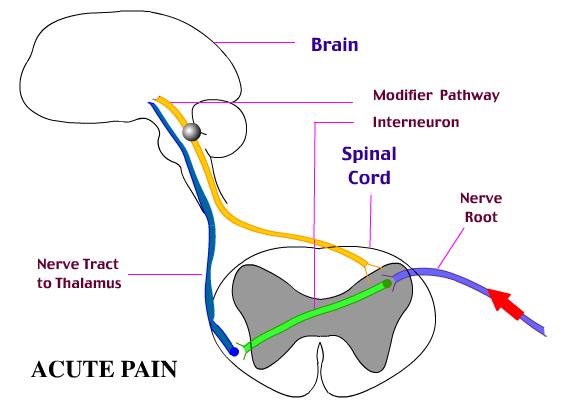 Brain
Modifier Pathway
Interneuron
Spinal
Cord
Nerve
Root
Nerve Tract
to Thalamus
ACUTE PAIN